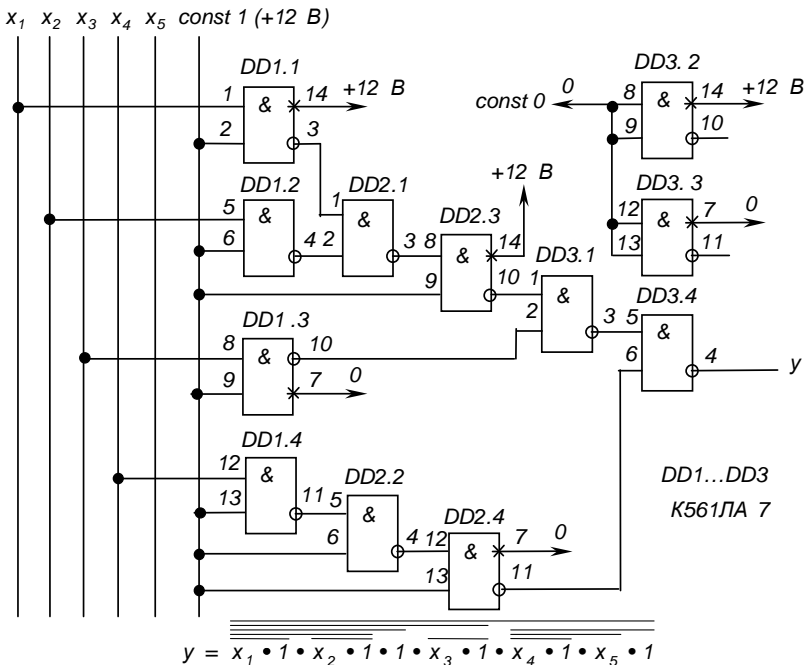 x1 x2 x3 x4 x5 const 1 (+12 В)
DD1.1
1 & 14 +12 В
2 3
DD3. 2
const 0 0 8 & 14 +12 В
9 10
DD1.2
5 & 4
6
DD2.1
1 & 3
2
DD2.3
+12 В
8 & 14
9 10
DD3. 3
12 & 7 0
13 11
DD3.1
1 & 3
2
DD3.4
5 & 4 y
6
DD1 .3
8 & 10
9 7 0
DD1.4
12 & 11
13
DD2.2
5 & 4
6
DD2.4
12 & 7 0
13 11
DD1...DD3
К561ЛА 7
y = x1 • 1 • x2 • 1 • 1 • x3 • 1 • x4 • 1 • x5 • 1